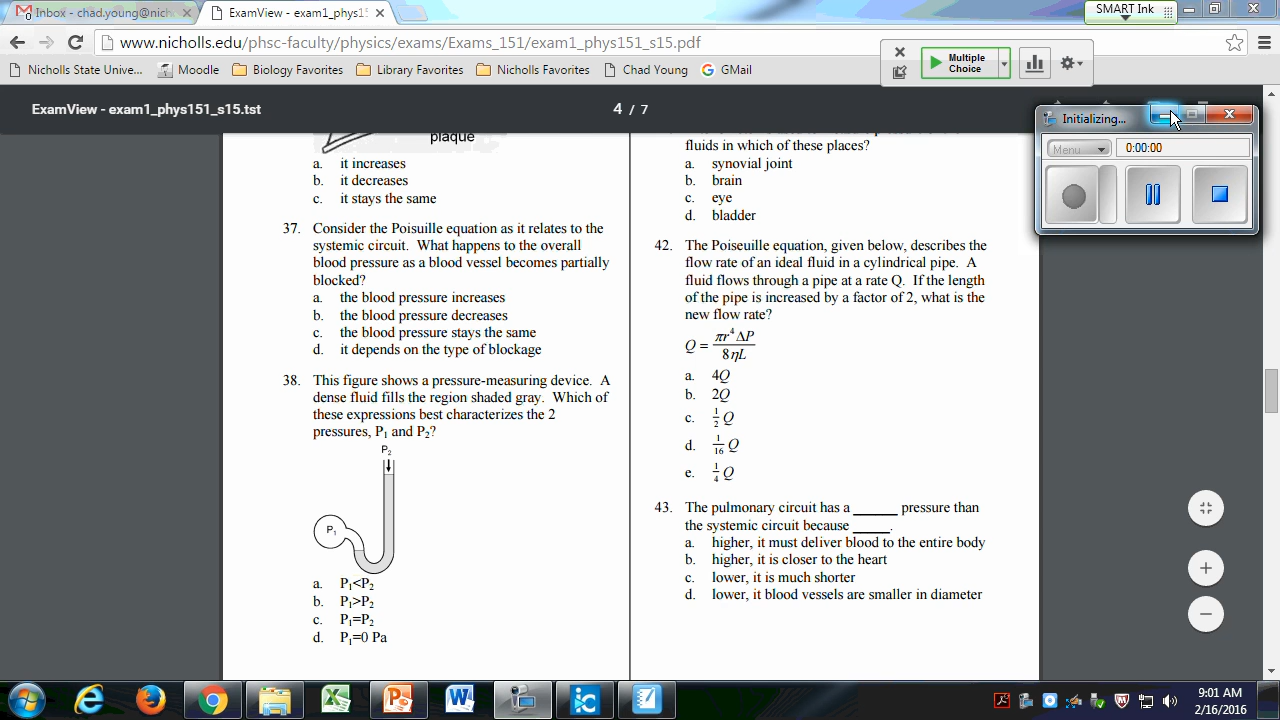 Inbox - chad.young@nich
ExamView - exam1_phys15
SMART Ink
www.nicholls.edu/phsc-faculty/physics/exams/Exams_151/exam1_phys151_s15.pdf
Multiple
Choice
Nicholls State Unive...
Moodle
Biology Favorites
Library Favorites
Nicholls Favorites
Chad Young
GMail
ExamView - exam1_phys151_s15.tst
4 / 7
Initializing...
Menu
0:00:00
plaque
a. it increases
b. it decreases
c. it stays the same
37. Consider the Poisuille equation as it relates to the
systemic circuit. What happens to the overall
blood pressure as a blood vessel becomes partially
blocked?
a. the blood pressure increases
b. the blood pressure decreases
c. the blood pressure stays the same
d. it depends on the type of blockage
38. This figure shows a pressure-measuring device. A
dense fluid fills the region shaded gray. Which of
these expressions best characterizes the 2
pressures, P₁ and P₂?
P₂
P₁
a. P₁<P₂
b. P₁>P₂
c. P₁=P₂
d. P₁=0 Pa
fluids in which of these places?
a. synovial joint
b. brain
c. eye
d. bladder
42. The Poiseuille equation, given below, describes the
flow rate of an ideal fluid in a cylindrical pipe. A
fluid flows through a pipe at a rate Q. If the length
of the pipe is increased by a factor of 2, what is the
new flow rate?
Q = πr⁴ΔP / 8ηL
a. 4Q
b. 2Q
c. 1/2 Q
d. 1/16 Q
e. 1/4 Q
43. The pulmonary circuit has a ______ pressure than
the systemic circuit because _____.
a. higher, it must deliver blood to the entire body
b. higher, it is closer to the heart
c. lower, it is much shorter
d. lower, it blood vessels are smaller in diameter
9:01 AM
2/16/2016